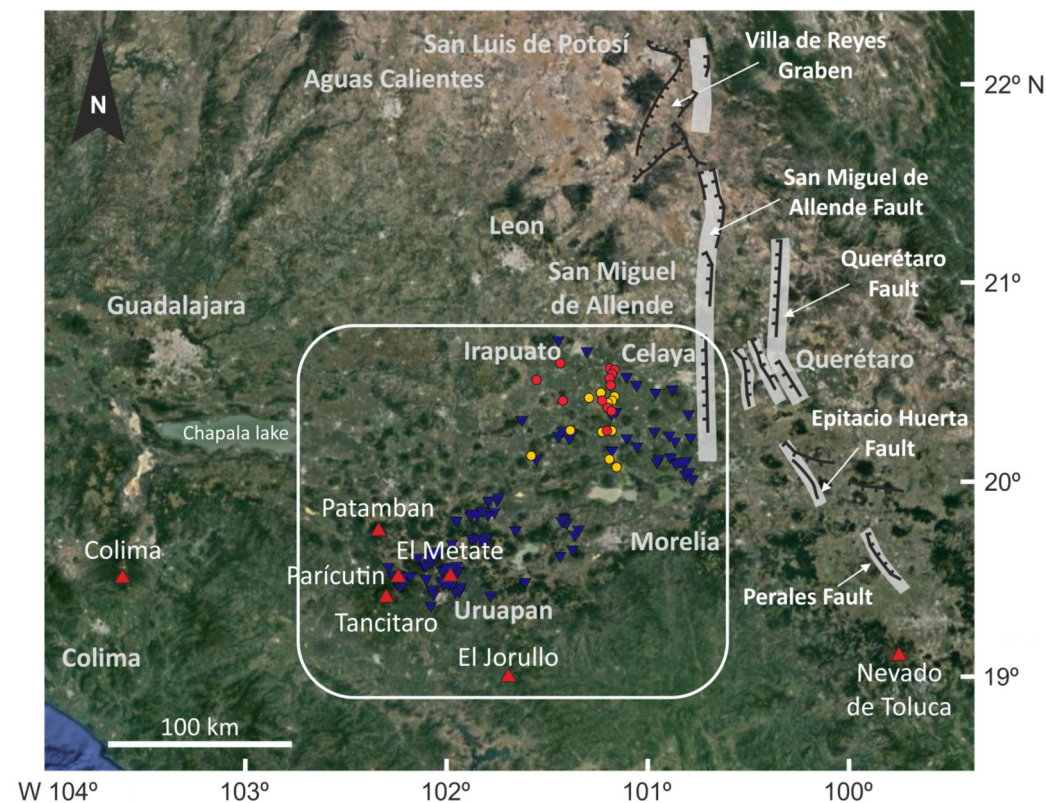 San Luis de Potosí
Aguas Calientes
Villa de Reyes
Graben
22º N
N
San Miguel de
Allende Fault
Leon
San Miguel
de Allende
Querétaro
Fault
21º
Guadalajara
Irapuato
Celaya
Querétaro
Epitacio Huerta
Fault
Chapala lake
20º
Patamban
Colima
El Metate
Morelia
Parícutin
Perales Fault
Tancitaro
Uruapan
Colima
El Jorullo
19º
Nevado
de Toluca
100 km
W 104º
103º
102º
101º
100º